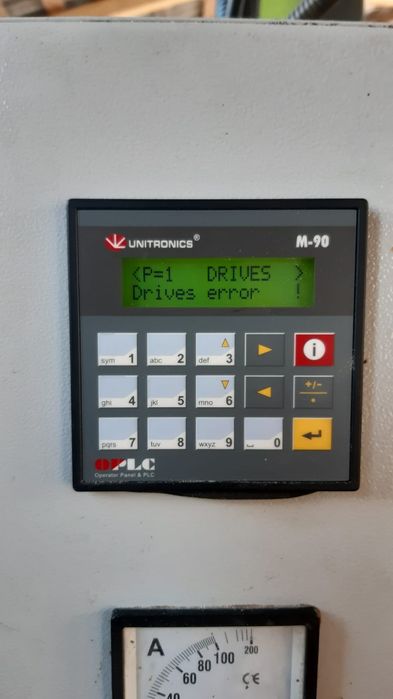 UNITRONICS® M-90
<P=1 DRIVES >
Drives error !
sym 1 abc 2 def 3 i
ghi 4 jkl 5 mno 6 +/-
pqrs 7 tuv 8 wxyz 9 0
OPLC
Operator Panel & PLC
A
40 60 80 100 200
CE